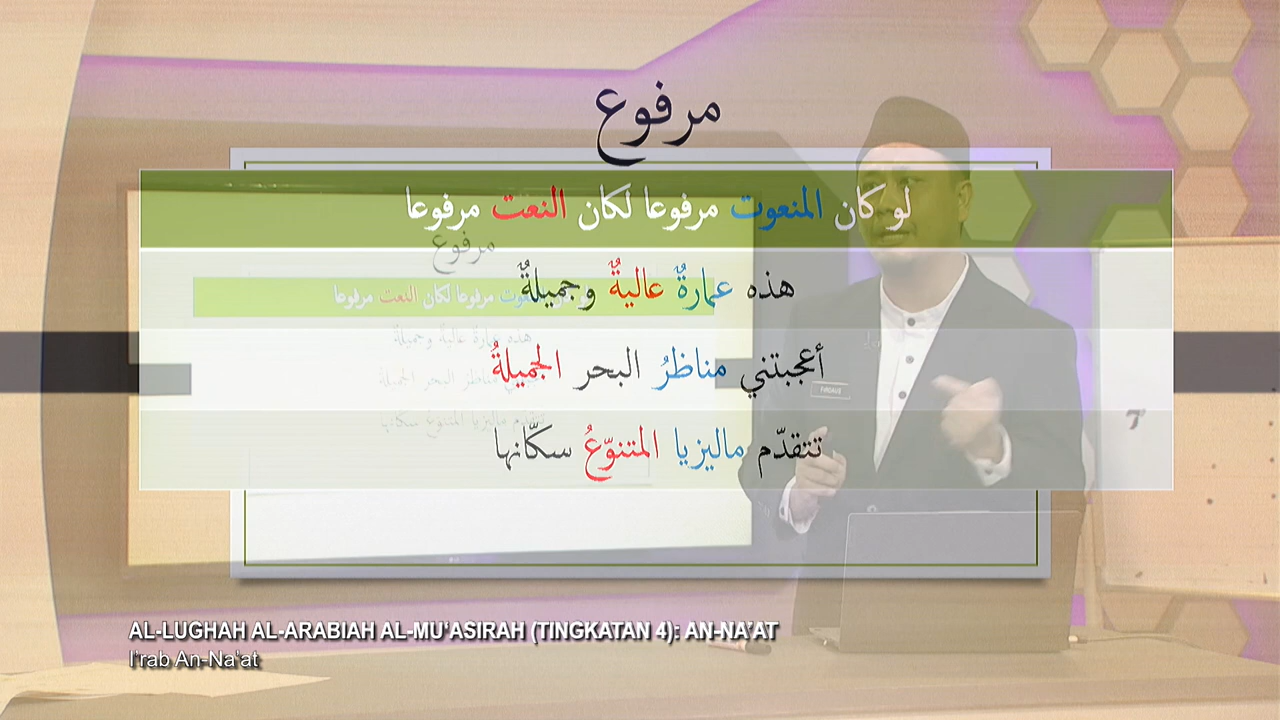 مرفوع
لو كان المنعوت مرفوعا لكان النعت مرفوعا
هذه عمارةٌ عاليةٌ وجميلةٌ
أعجبتني مناظرُ البحر الجميلةُ
تتقدّم ماليزيا المتنوّعُ سكّانها
FIRDAUS
AL-LUGHAH AL-ARABIAH AL-MU'ASIRAH (TINGKATAN 4): AN-NA'AT
I'rab An-Na'at